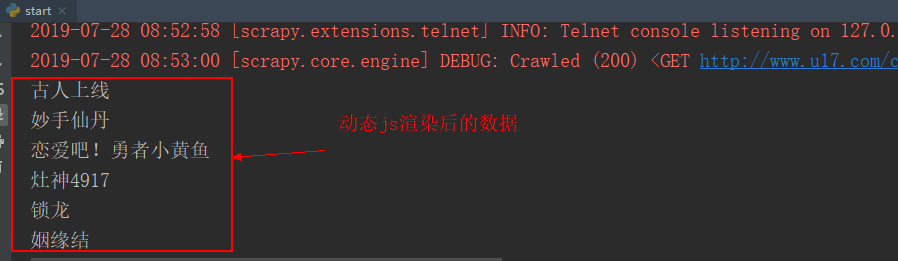 start
2019-07-28 08:52:58 [scrapy.extensions.telnet] INFO: Telnet console listening on 127.0.
2019-07-28 08:53:00 [scrapy.core.engine] DEBUG: Crawled (200) <GET http://www.u17.com/c
古人上线
妙手仙丹
动态js渲染后的数据
恋爱吧！勇者小黄鱼
灶神4917
锁龙
姻缘结